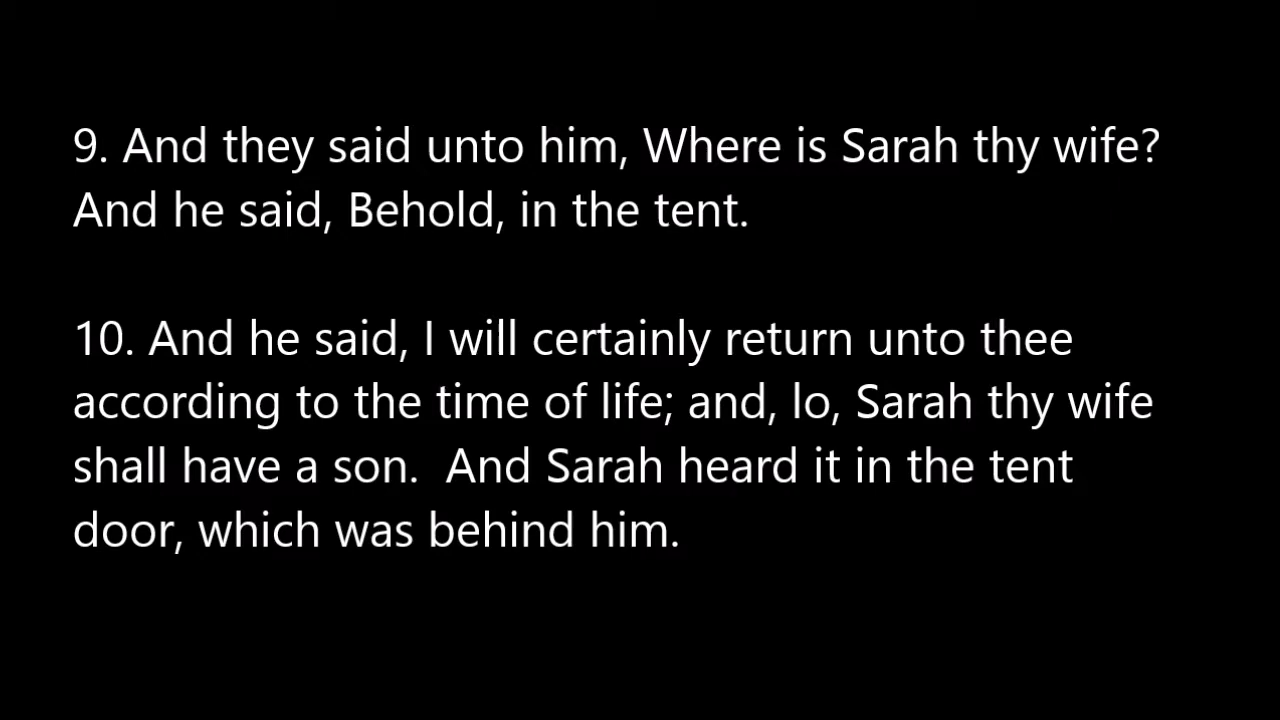 9. And they said unto him, Where is Sarah thy wife?
And he said, Behold, in the tent.
10. And he said, I will certainly return unto thee
according to the time of life; and, lo, Sarah thy wife
shall have a son.  And Sarah heard it in the tent
door, which was behind him.